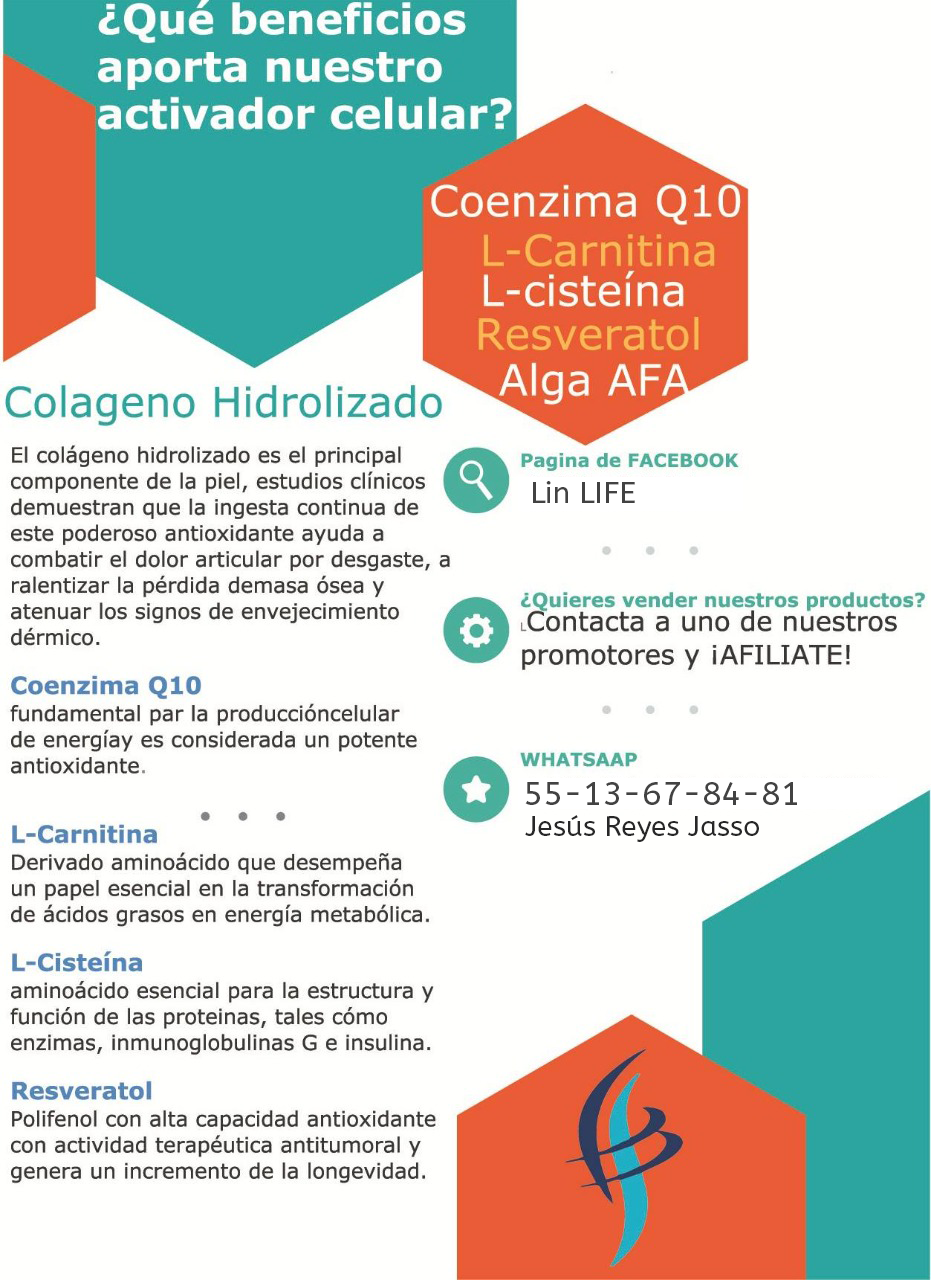 ¿Qué beneficios
aporta nuestro
activador celular?
Coenzima Q10
L-Carnitina
L-cisteína
Resveratol
Alga AFA
Colageno Hidrolizado
El colágeno hidrolizado es el principal
componente de la piel, estudios clínicos
demuestran que la ingesta continua de
este poderoso antioxidante ayuda a
combatir el dolor articular por desgaste, a
ralentizar la pérdida demasa ósea y
atenuar los signos de envejecimiento
dérmico.
Coenzima Q10
fundamental par la produccióncelular
de energíay es considerada un potente
antioxidante.
L-Carnitina
Derivado aminoácido que desempeña
un papel esencial en la transformación
de ácidos grasos en energía metabólica.
L-Cisteína
aminoácido esencial para la estructura y
función de las proteinas, tales cómo
enzimas, inmunoglobulinas G e insulina.
Resveratol
Polifenol con alta capacidad antioxidante
con actividad terapéutica antitumoral y
genera un incremento de la longevidad.
Pagina de FACEBOOK
Lin LIFE
¿Quieres vender nuestros productos?
Contacta a uno de nuestros
promotores y ¡AFILIATE!
WHATSAAP
55-13-67-84-81
Jesús Reyes Jasso